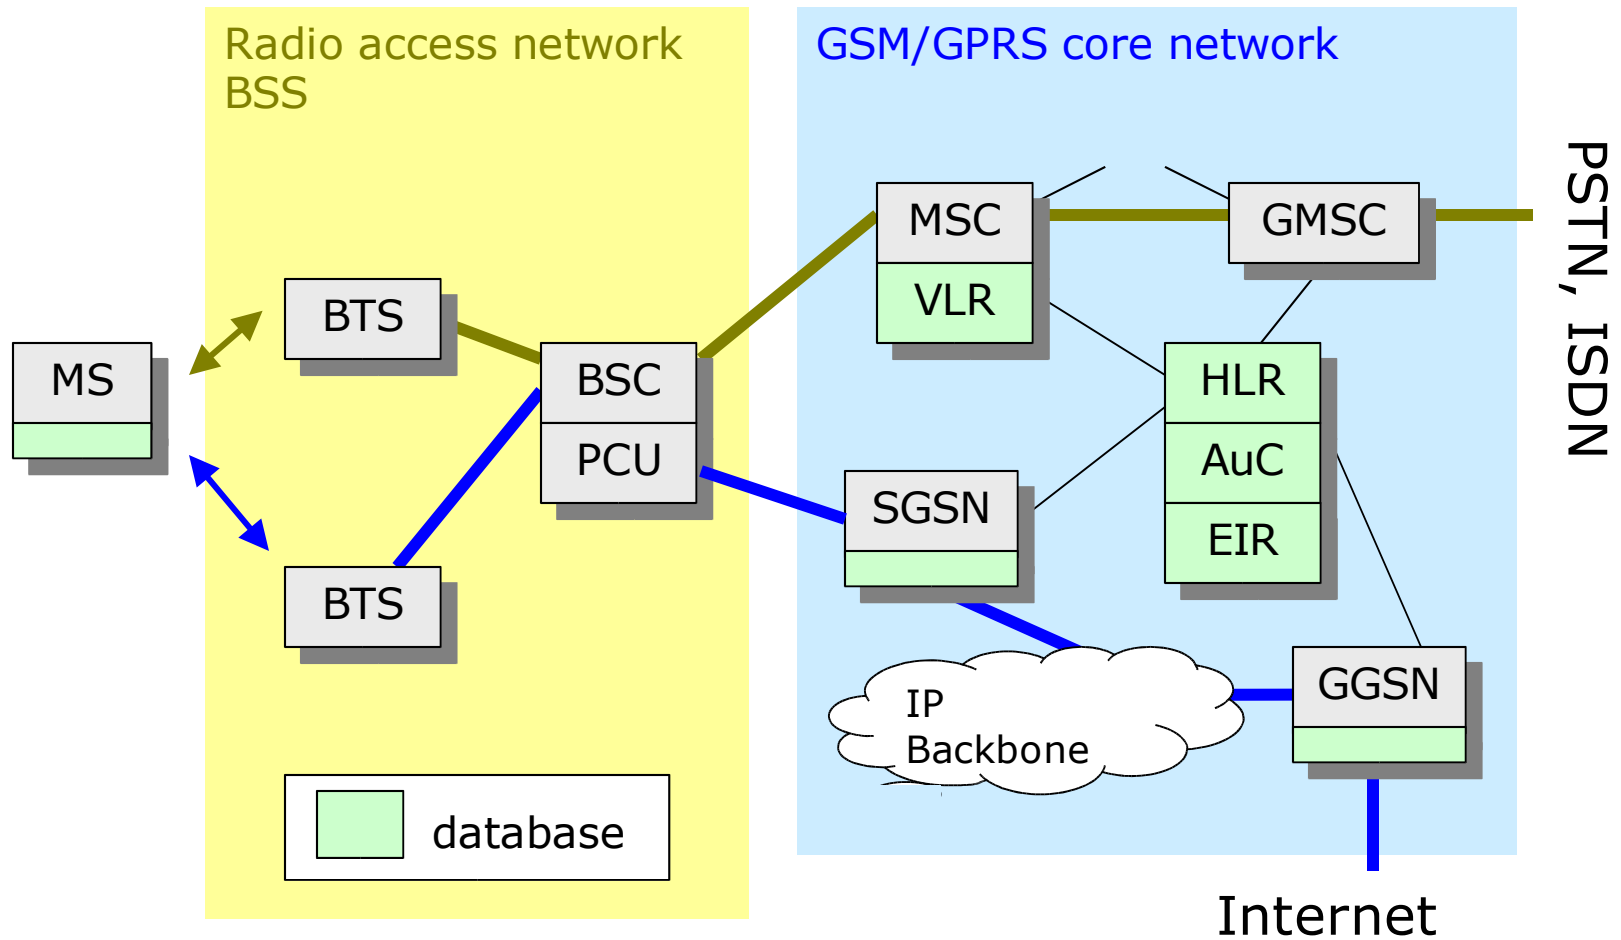 Radio access network
BSS
GSM/GPRS core network
PSTN, ISDN
MSC
GMSC
VLR
BTS
MS
BSC
HLR
PCU
AuC
SGSN
EIR
BTS
GGSN
IP
Backbone
database
Internet